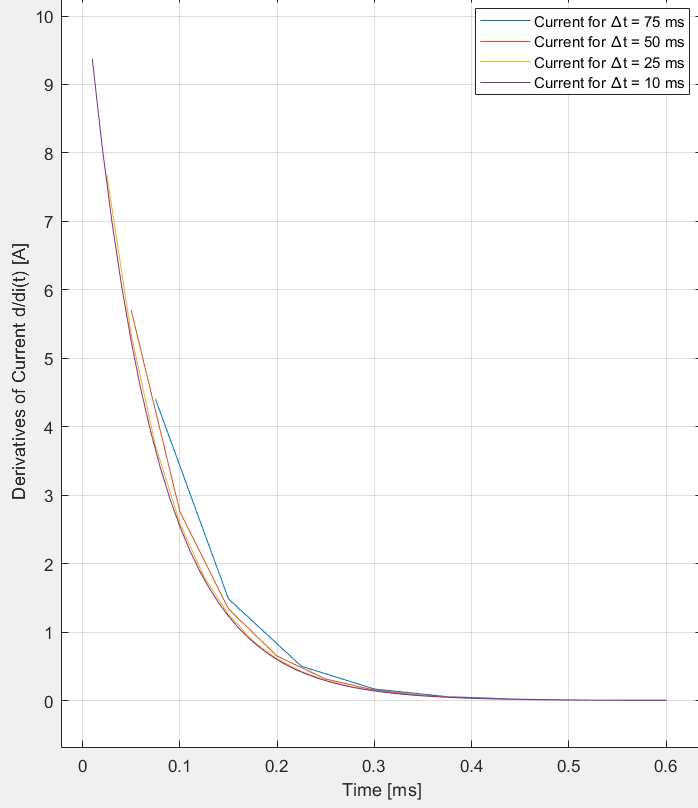 10
9
8
7
6
5
4
3
2
1
0
Derivatives of Current d/di(t) [A]
Current for Δt = 75 ms
Current for Δt = 50 ms
Current for Δt = 25 ms
Current for Δt = 10 ms
0 0.1 0.2 0.3 0.4 0.5 0.6
Time [ms]